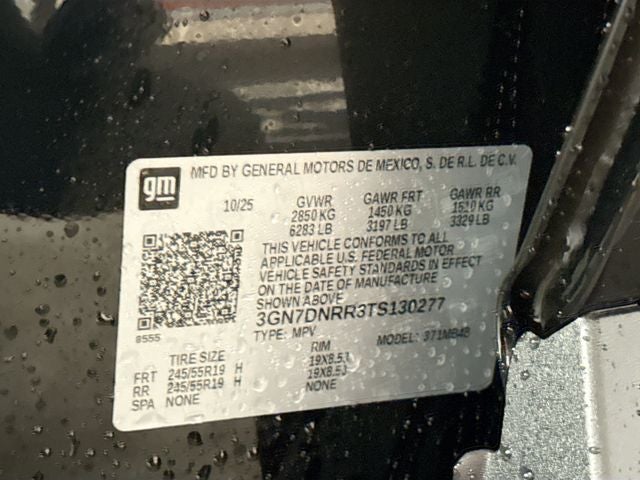 gm
MFD BY GENERAL MOTORS DE MEXICO, S. DE R.L. DE C.V.
10/25 GVWR GAWR FRT GAWR RR
2850 KG 1450 KG 1510 KG
6283 LB 3197 LB 3329 LB
THIS VEHICLE CONFORMS TO ALL
APPLICABLE U.S. FEDERAL MOTOR
VEHICLE SAFETY STANDARDS IN EFFECT
ON THE DATE OF MANUFACTURE
SHOWN ABOVE
3GN7DNRR3TS130277
8555
TYPE: MPV MODEL: 371MB48
TIRE SIZE RIM
FRT 245/55R19 H 19X8.5J
RR 245/55R19 H 19X8.5J
SPA NONE NONE